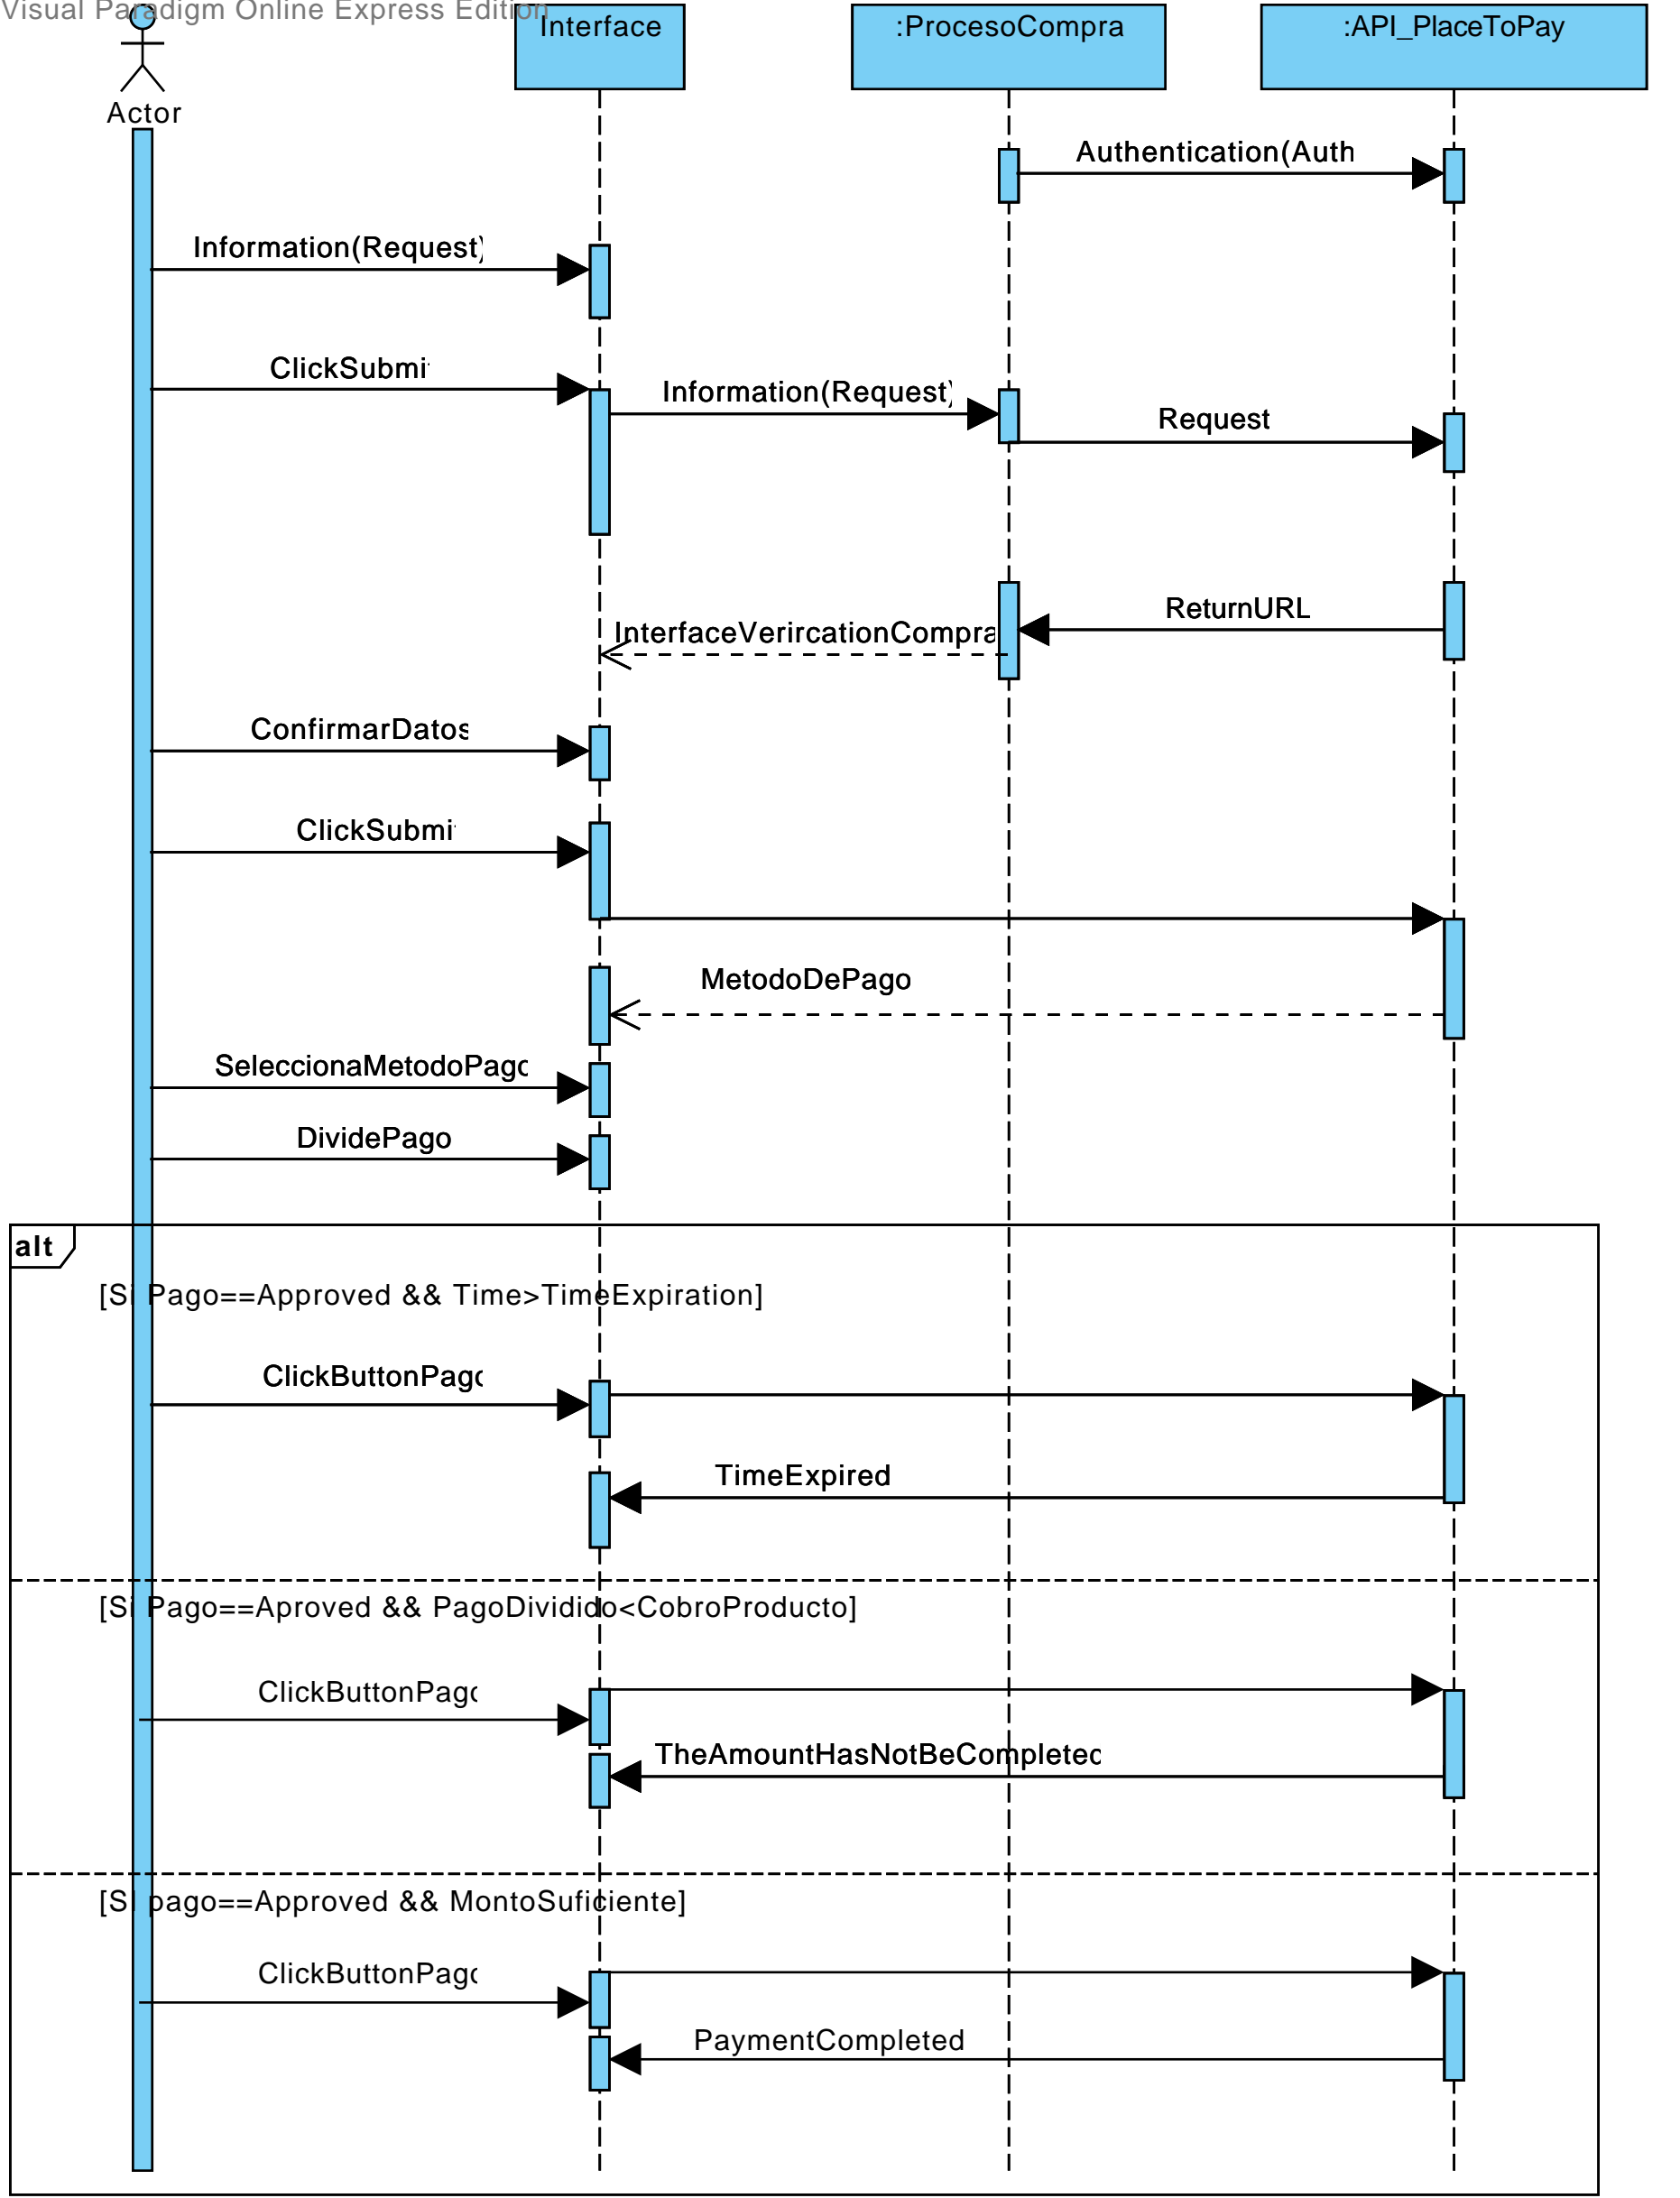 Visual Paradigm Online Express Edition
Interface
:ProcesoCompra
:API_PlaceToPay
Actor
Authentication(Auth
Information(Request)
ClickSubmi
Information(Request)
Request
ReturnURL
InterfaceVerircationCompra
ConfirmarDatos
ClickSubmi
MetodoDePago
SeleccionaMetodoPago
DividePago
alt
[Si Pago==Approved && Time>TimeExpiration]
ClickButtonPago
TimeExpired
[Si Pago==Aproved && PagoDividido<CobroProducto]
ClickButtonPago
TheAmountHasNotBeCompleted
[SI pago==Approved && MontoSuficiente]
ClickButtonPago
PaymentCompleted